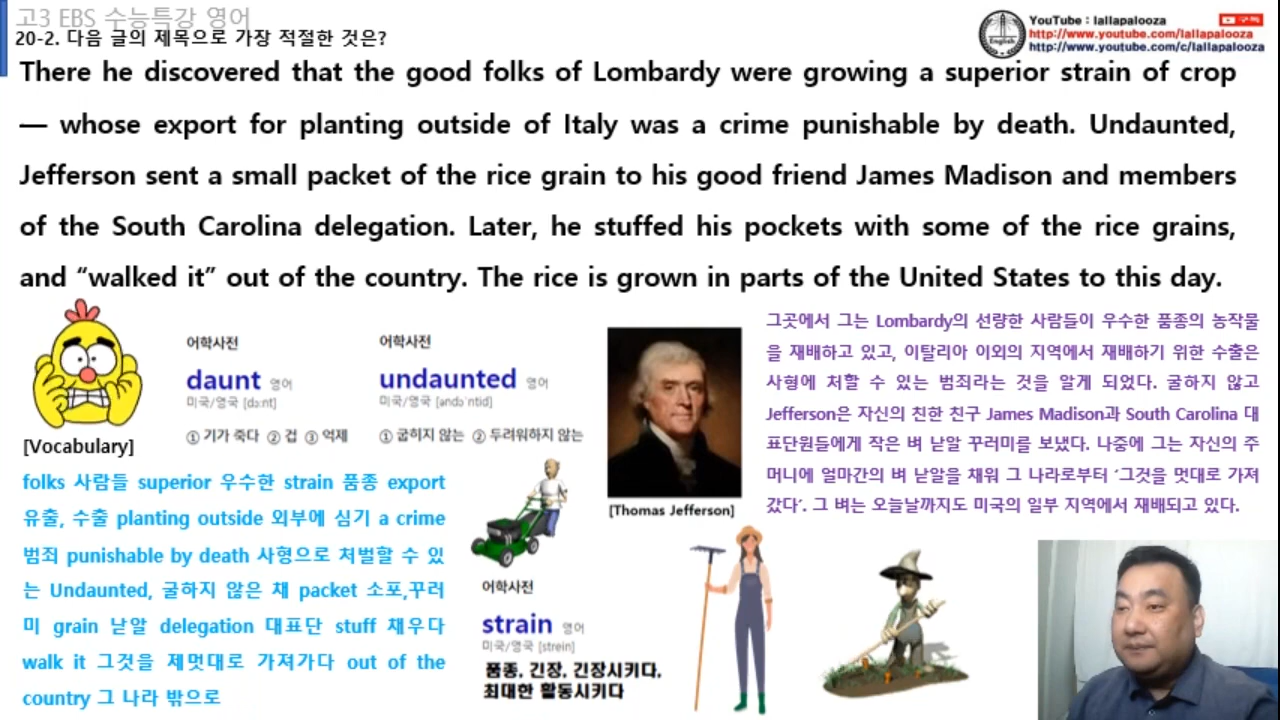 고3 EBS 수능특강 영어
20-2. 다음 글의 제목으로 가장 적절한 것은?
YouTube : lallapalooza
구독
http://www.youtube.com/lallapalooza
http://www.youtube.com/c/lallapalooza
English
There he discovered that the good folks of Lombardy were growing a superior strain of crop
— whose export for planting outside of Italy was a crime punishable by death. Undaunted,
Jefferson sent a small packet of the rice grain to his good friend James Madison and members
of the South Carolina delegation. Later, he stuffed his pockets with some of the rice grains,
and “walked it” out of the country. The rice is grown in parts of the United States to this day.
어학사전
daunt 영어
미국/영국 [dɔ:nt]
① 기가 죽다 ② 겁 ③ 억제
어학사전
undaunted 영어
미국/영국 [əndɔˈntid]
① 굽히지 않는 ② 두려워하지 않는
[Vocabulary]
folks 사람들 superior 우수한 strain 품종 export
유출, 수출 planting outside 외부에 심기 a crime
범죄 punishable by death 사형으로 처벌할 수 있
는 Undaunted, 굴하지 않은 채 packet 소포,꾸러
미 grain 낟알 delegation 대표단 stuff 채우다
walk it 그것을 제멋대로 가져가다 out of the
country 그 나라 밖으로
어학사전
strain 영어
미국/영국 [strein]
품종, 긴장, 긴장시키다,
최대한 활동시키다
[Thomas Jefferson]
그곳에서 그는 Lombardy의 선량한 사람들이 우수한 품종의 농작물
을 재배하고 있고, 이탈리아 이외의 지역에서 재배하기 위한 수출은
사형에 처할 수 있는 범죄라는 것을 알게 되었다. 굴하지 않고
Jefferson은 자신의 친한 친구 James Madison과 South Carolina 대
표단원들에게 작은 벼 낟알 꾸러미를 보냈다. 나중에 그는 자신의 주
머니에 얼마간의 벼 낟알을 채워 그 나라로부터 ‘그것을 멋대로 가져
갔다’. 그 벼는 오늘날까지도 미국의 일부 지역에서 재배되고 있다.